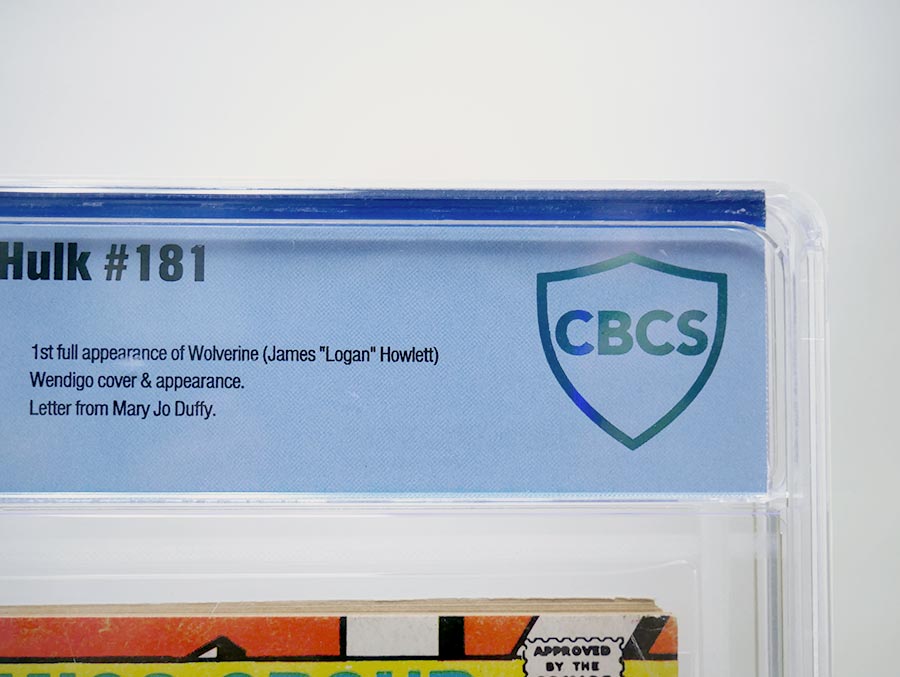 Hulk #181
CBCS
1st full appearance of Wolverine (James "Logan" Howlett)
Wendigo cover & appearance.
Letter from Mary Jo Duffy.
APPROVED
BY THE